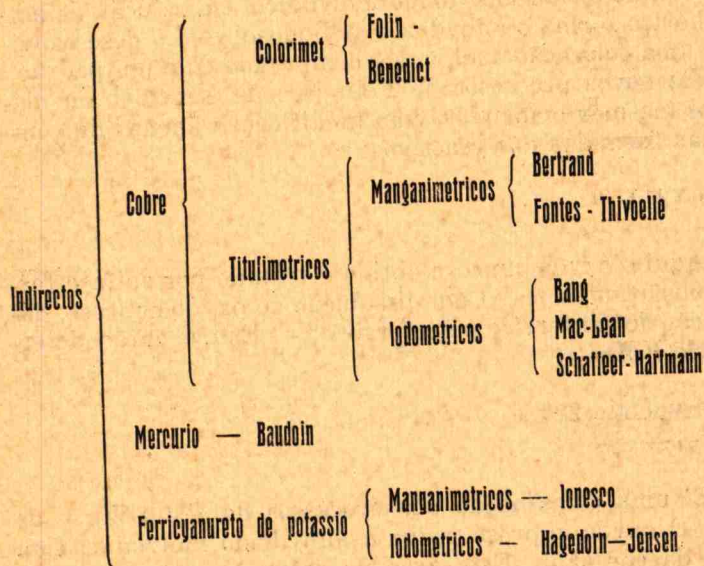 Colorimet
Folin -
Benedict
Cobre
Titulimetricos
Manganimetricos
Bertrand
Fontes - Thivoelle
Iodometricos
Bang
Mac-Lean
Schafleer-Harfmann
Indirectos
Mercurio — Baudoin
Ferricyanureto de potassio
Manganimetricos — Ionesco
Iodometricos — Hagedorn—Jensen